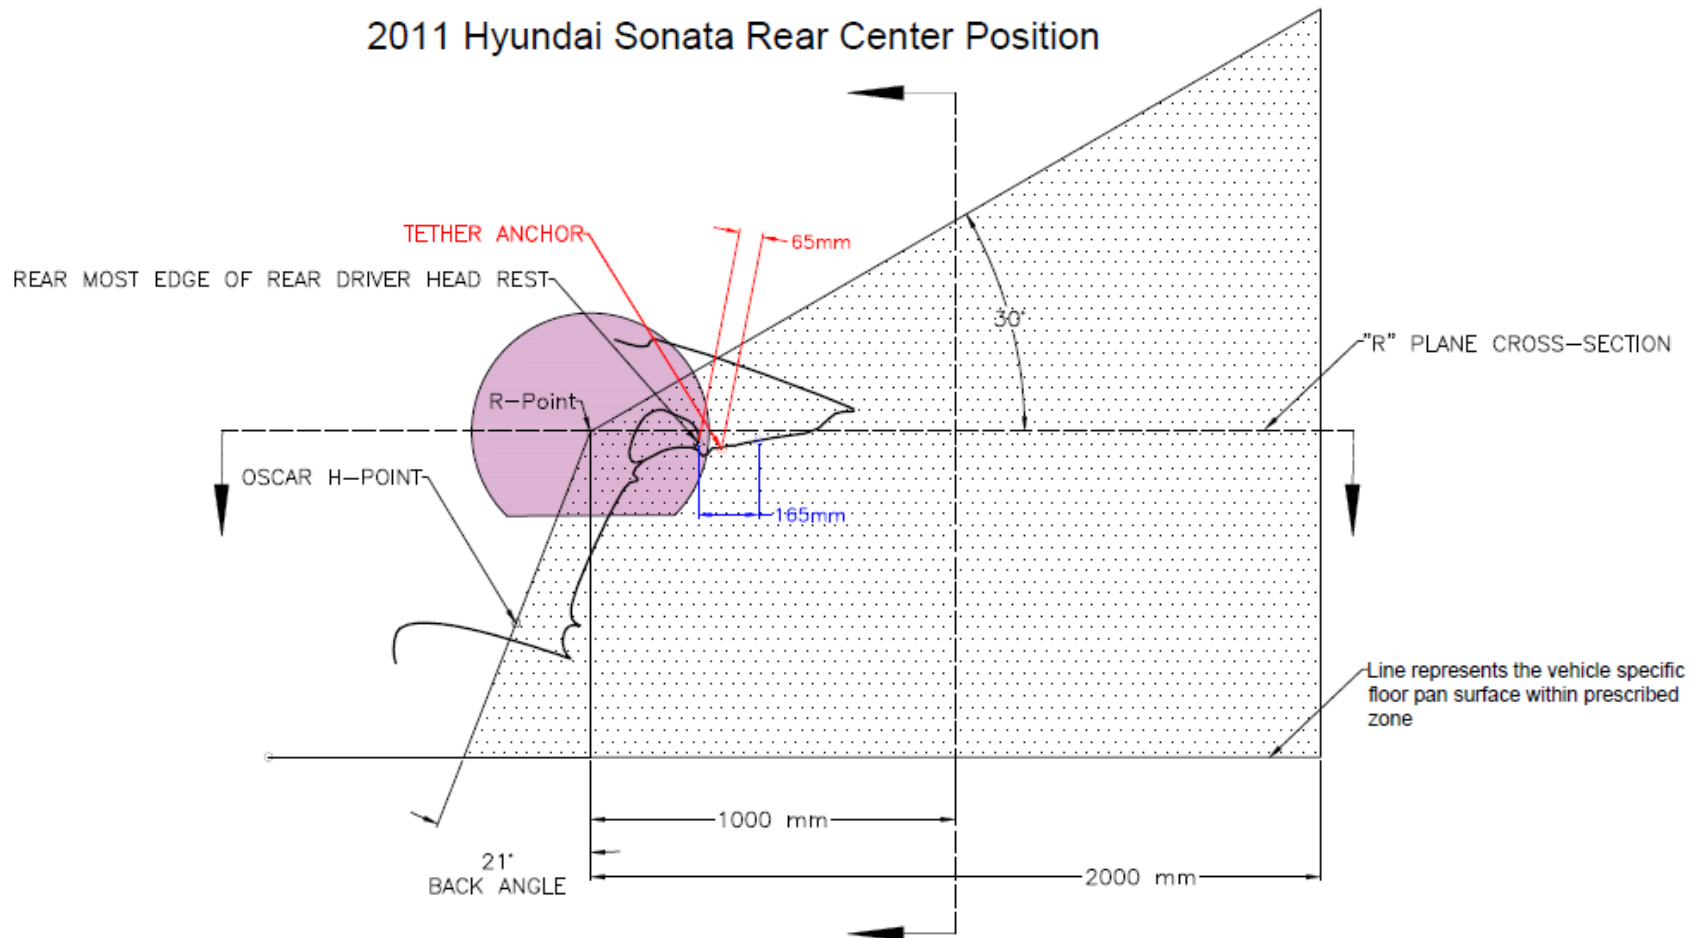 2011 Hyundai Sonata Rear Center Position
TETHER ANCHOR
65mm
REAR MOST EDGE OF REAR DRIVER HEAD REST
30°
"R" PLANE CROSS-SECTION
R-Point
OSCAR H-POINT
165mm
Line represents the vehicle specific
floor pan surface within prescribed
zone
1000 mm
21°
BACK ANGLE
2000 mm